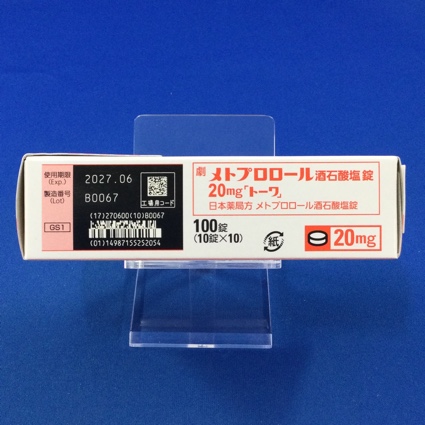 使用期限
(Exp.)
2027.06
製造番号
(Lot)
B0067
工場用コード
(17)270600(10)B0067
GS1
(01)14987155252054
劇 メトプロロール酒石酸塩錠
20mg「トーワ」
日本薬局方 メトプロロール酒石酸塩錠
100錠
(10錠×10)
紙
20mg